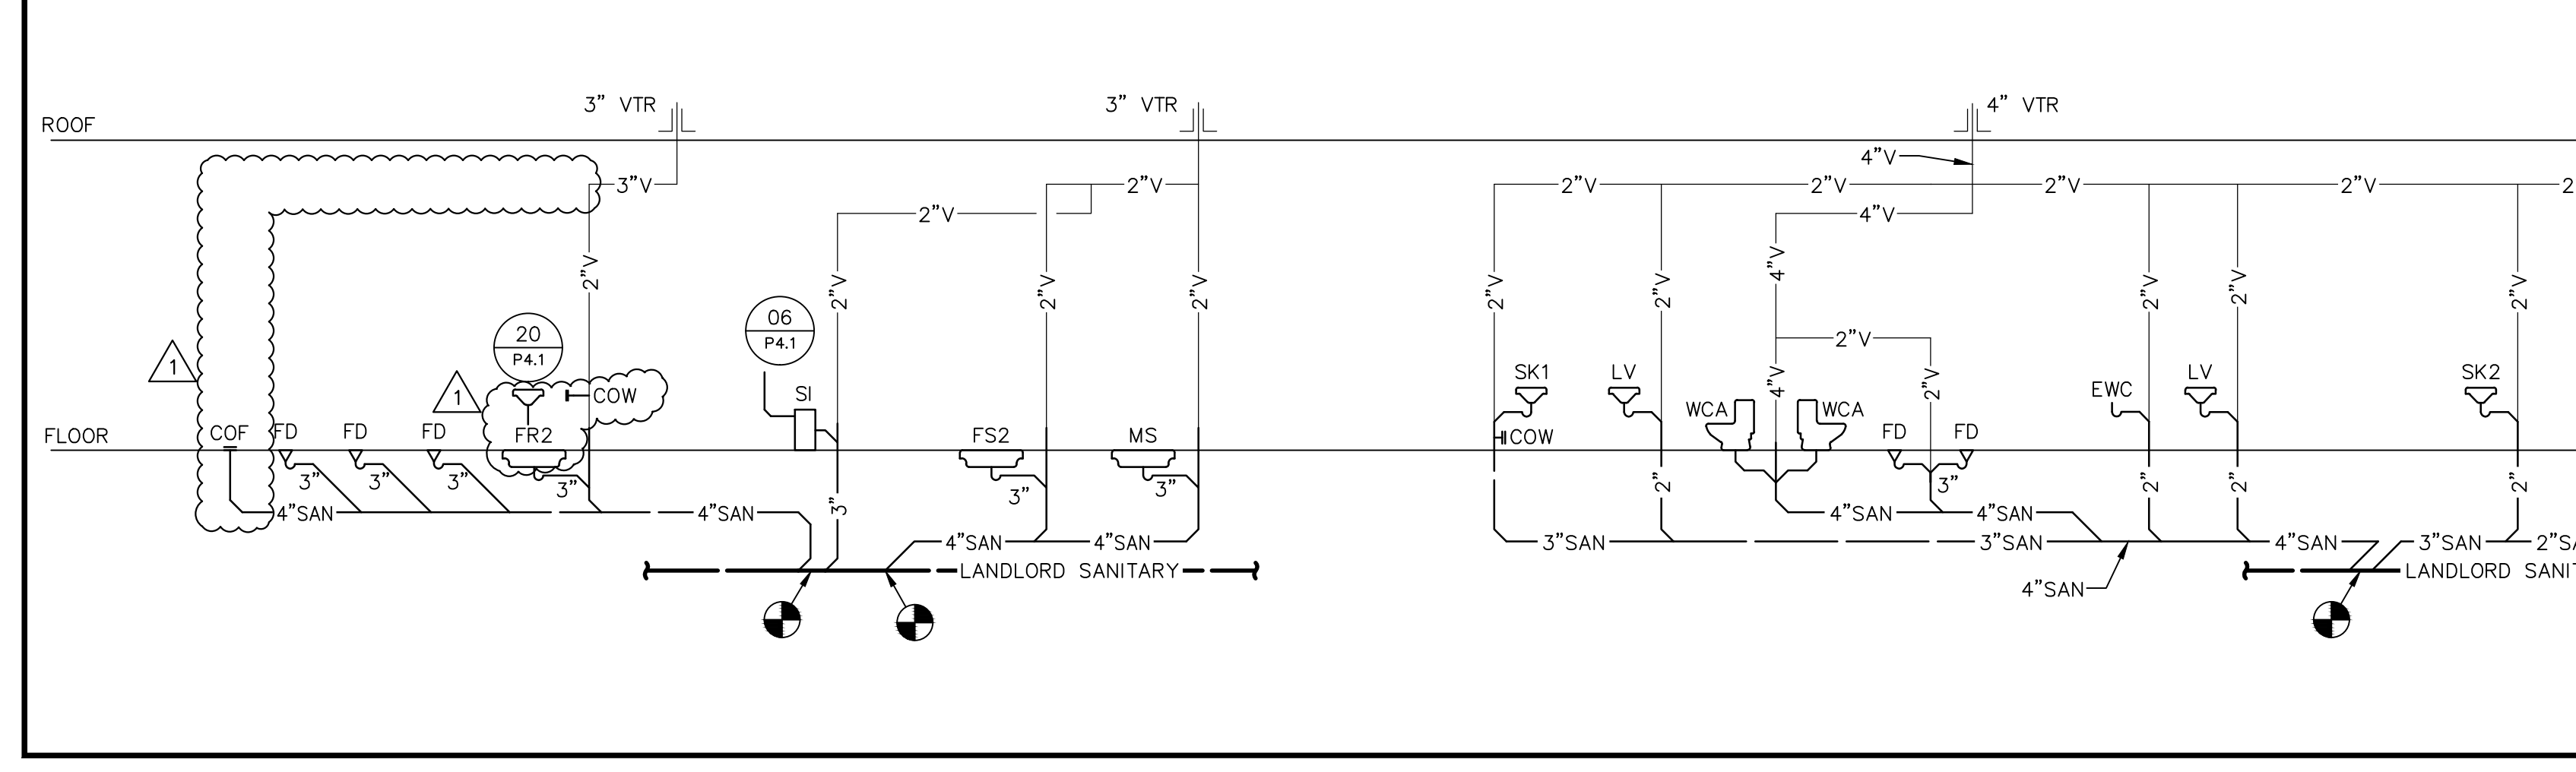 3" VTR
3" VTR
4" VTR
ROOF
4"V
3"V
2"V
2"V
2"V
2"V
2"V
2"V
4"V
2"V
4"V
2"V
2"V
2"V
2"V
2"V
2"V
2"V
2"V
06
P4.1
20
P4.1
2"V
1
SK1
LV
4"V
2"V
EWC
LV
SK2
1
COW
SI
WCA
WCA
FLOOR
COF
FD
FD
FD
FR2
FS2
MS
COW
FD
FD
3"
3"
3"
3"
3"
3"
3"
2"
3"
2"
2"
2"
4"SAN
4"SAN
4"SAN
4"SAN
4"SAN
4"SAN
3"SAN
3"SAN
4"SAN
3"SAN
LANDLORD SANITARY
4"SAN